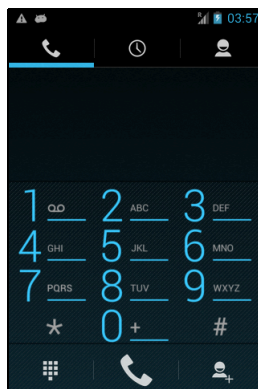 R 03:57
1 2 ABC 3 DEF
4 GHI 5 JKL 6 MNO
7 PQRS 8 TUV 9 WXYZ
* 0 + #